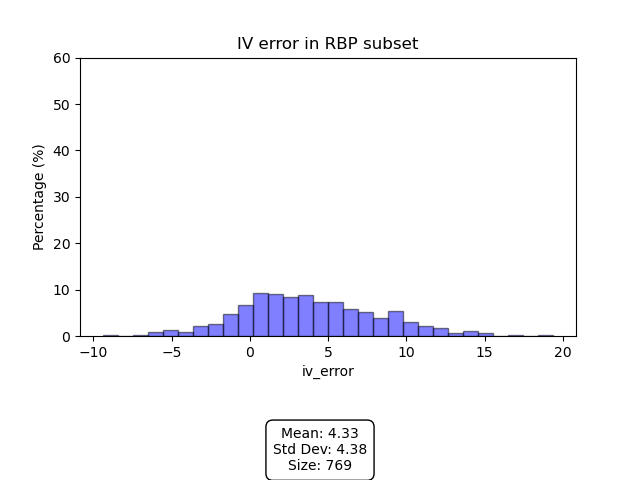 IV error in RBP subset
60
50
40
30
20
10
0
Percentage (%)
−10
−5
0
5
10
15
20
iv_error
Mean: 4.33
Std Dev: 4.38
Size: 769